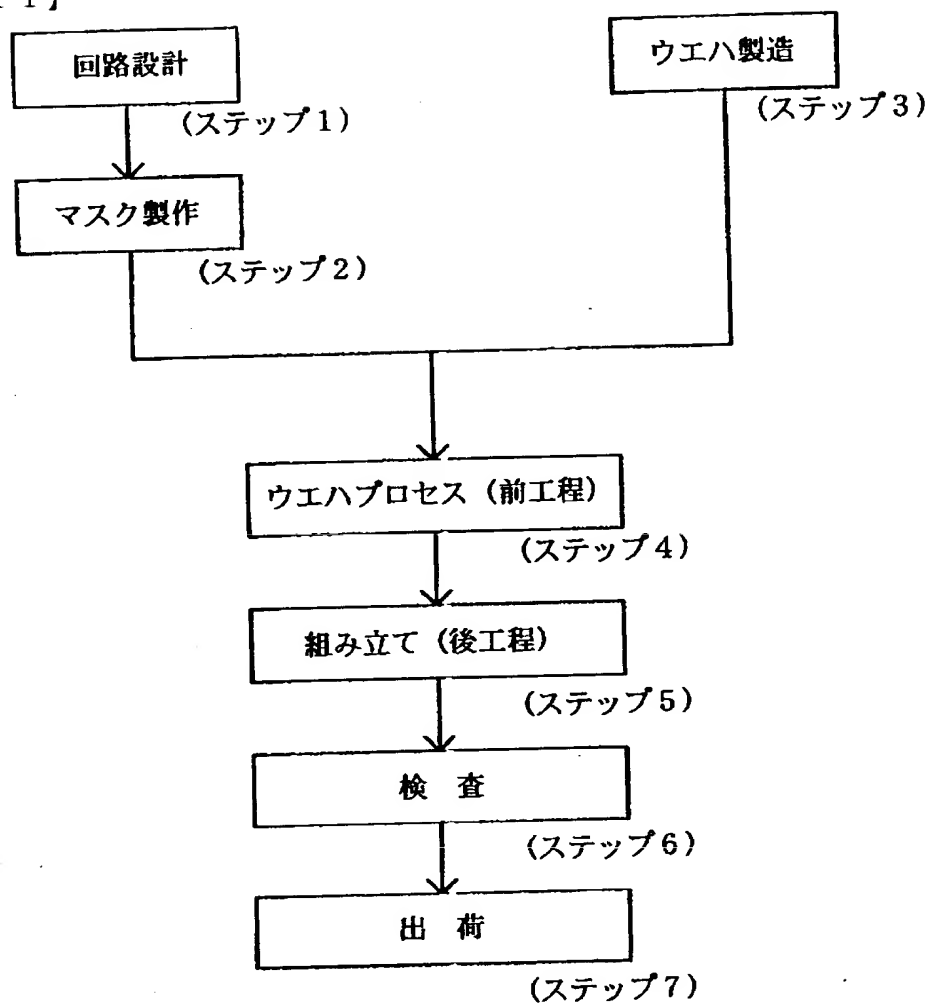 回路設計
(ステップ1)
ウエハ製造
(ステップ3)
マスク製作
(ステップ2)
ウエハプロセス (前工程)
(ステップ4)
組み立て (後工程)
(ステップ5)
検 査
(ステップ6)
出 荷
(ステップ7)